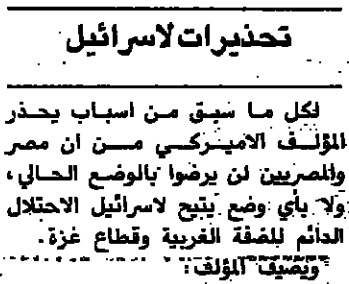 تحذيرات لاسرائيل
لكل ما سبق من اسباب يحذر
المؤلف الاميركي من ان مصر
والمصريين لن يرضوا بالوضع الحالي،
ولا بأي وضع يتيح لاسرائيل الاحتلال
الدائم للضفة الغربية وقطاع غزة.
ويضيف المؤلف: